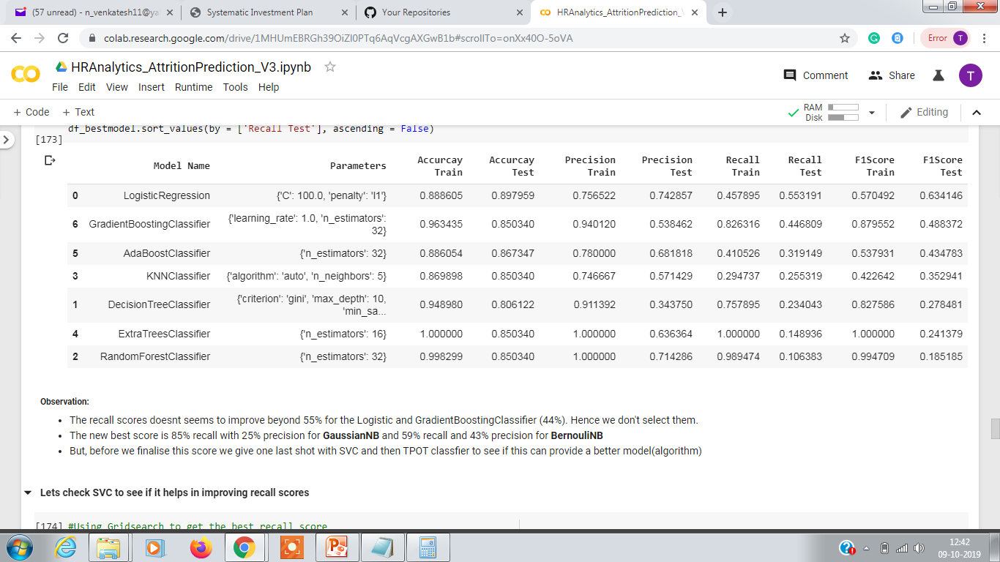 (57 unread) - n_venkatesh11@ya
Systematic Investment Plan
Your Repositories
HRAnalytics_AttritionPrediction_
colab.research.google.com/drive/1MHUmEBRGh39OiZI0PTq6AqVcgAXGwB1b#scrollTo=onXx40O-5oVA
Error T
CO HRAnalytics_AttritionPrediction_V3.ipynb
Comment Share T
File Edit View Insert Runtime Tools Help
+ Code + Text
RAM
Disk
Editing
df_bestmodel.sort_values(by = ['Recall Test'], ascending = False)
[173]
Model Name Parameters Accurcay Train Accurcay Test Precision Train Precision Test Recall Train Recall Test F1Score Train F1Score Test
0 LogisticRegression {'C': 100.0, 'penalty': 'l1'} 0.888605 0.897959 0.756522 0.742857 0.457895 0.553191 0.570492 0.634146
6 GradientBoostingClassifier {'learning_rate': 1.0, 'n_estimators': 32} 0.963435 0.850340 0.940120 0.538462 0.826316 0.446809 0.879552 0.488372
5 AdaBoostClassifier {'n_estimators': 32} 0.886054 0.867347 0.780000 0.681818 0.410526 0.319149 0.537931 0.434783
3 KNNClassifier {'algorithm': 'auto', 'n_neighbors': 5} 0.869898 0.850340 0.746667 0.571429 0.294737 0.255319 0.422642 0.352941
1 DecisionTreeClassifier {'criterion': 'gini', 'max_depth': 10, 'min_sa... 0.948980 0.806122 0.911392 0.343750 0.757895 0.234043 0.827586 0.278481
4 ExtraTreesClassifier {'n_estimators': 16} 1.000000 0.850340 1.000000 0.636364 1.000000 0.148936 1.000000 0.241379
2 RandomForestClassifier {'n_estimators': 32} 0.998299 0.850340 1.000000 0.714286 0.989474 0.106383 0.994709 0.185185
Observation:
• The recall scores doesnt seems to improve beyond 55% for the Logistic and GradientBoostingClassifier (44%). Hence we don't select them.
• The new best score is 85% recall with 25% precision for GaussianNB and 59% recall and 43% precision for BernouliNB
• But, before we finalise this score we give one last shot with SVC and then TPOT classfier to see if this can provide a better model(algorithm)
Lets check SVC to see if it helps in improving recall scores
[174] #Using Gridsearch to get the best recall score
12:42
09-10-2019